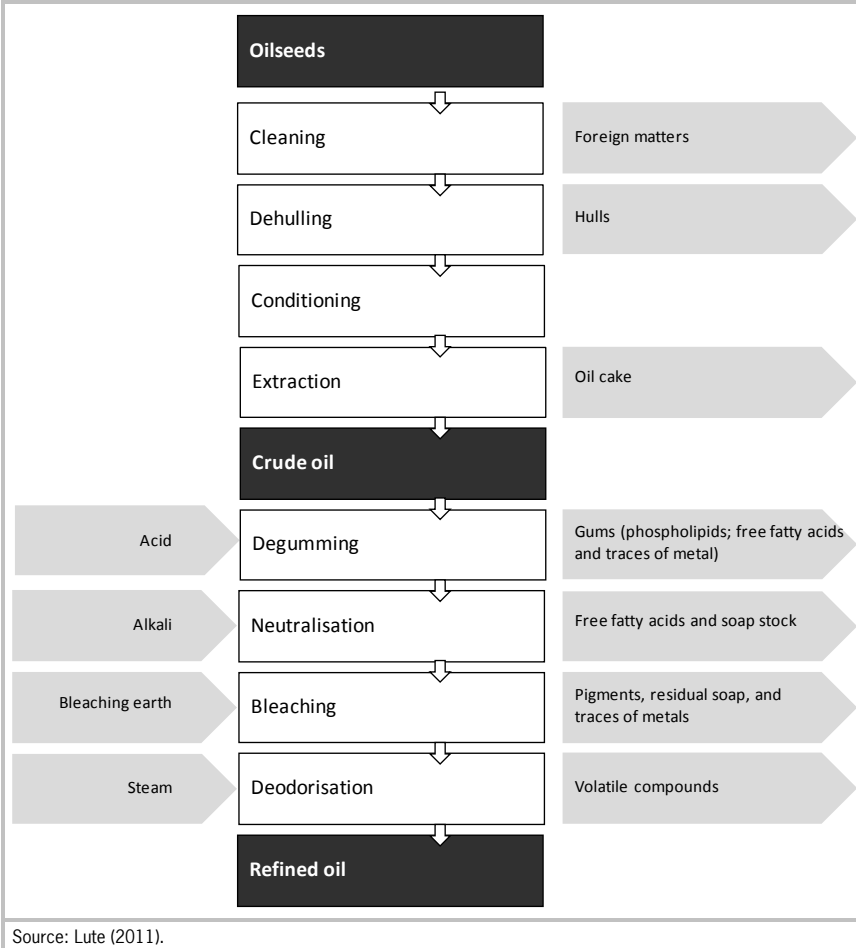 Oilseeds
Cleaning
Foreign matters
Dehulling
Hulls
Conditioning
Extraction
Oil cake
Crude oil
Acid
Degumming
Gums (phospholipids; free fatty acids
and traces of metal)
Alkali
Neutralisation
Free fatty acids and soap stock
Bleaching earth
Bleaching
Pigments, residual soap, and
traces of metals
Steam
Deodorisation
Volatile compounds
Refined oil
Source: Lute (2011).